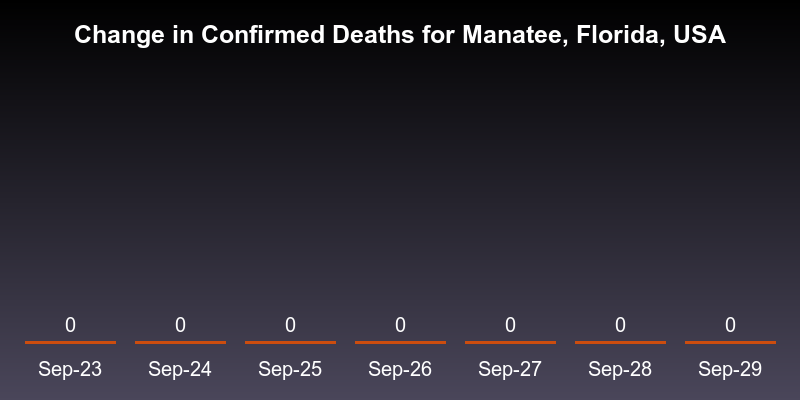 Change in Confirmed Deaths for Manatee, Florida, USA
0 0 0 0 0 0 0
Sep-23 Sep-24 Sep-25 Sep-26 Sep-27 Sep-28 Sep-29